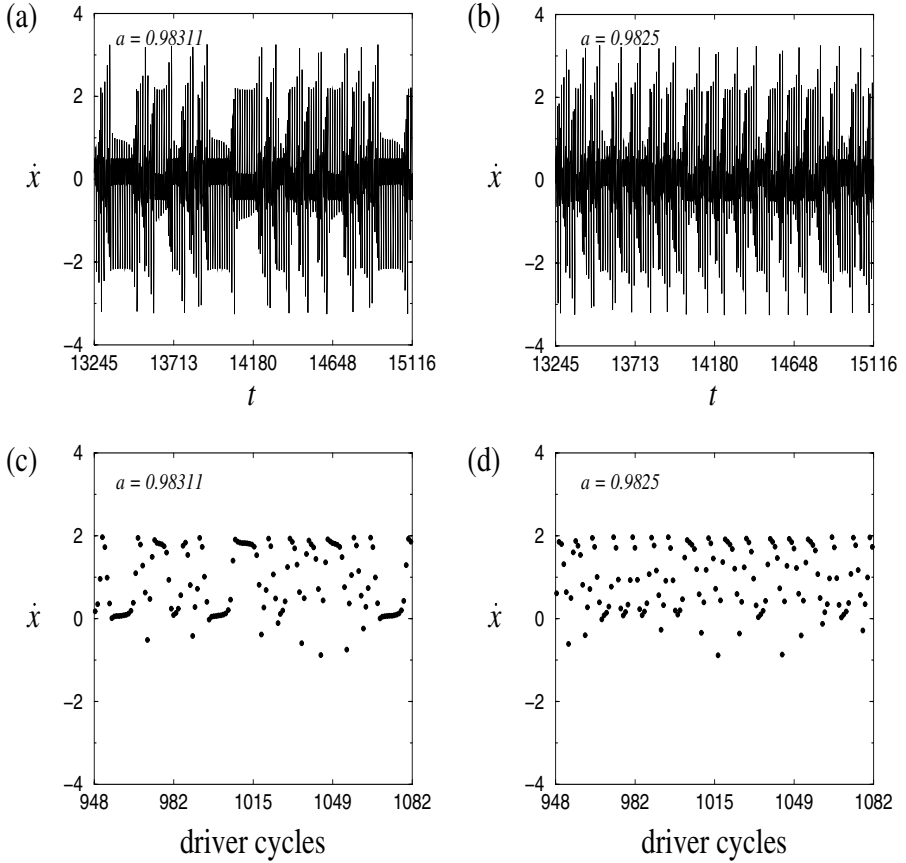 (a)
a = 0.98311
4
2
0
−2
−4
ẋ
13245 13713 14180 14648 15116
t
(b)
a = 0.9825
4
2
0
−2
−4
ẋ
13245 13713 14180 14648 15116
t
(c)
a = 0.98311
4
2
0
−2
−4
ẋ
948 982 1015 1049 1082
driver cycles
(d)
a = 0.9825
4
2
0
−2
−4
ẋ
948 982 1015 1049 1082
driver cycles